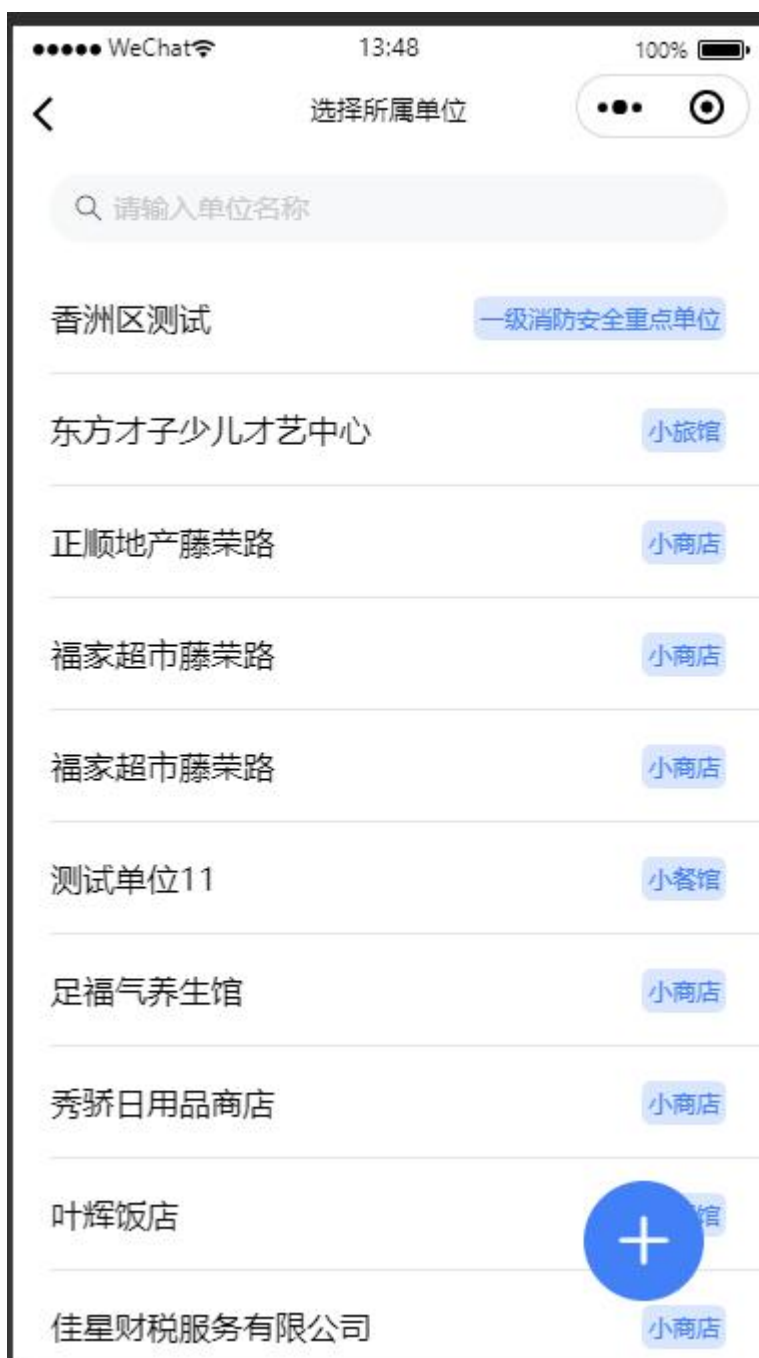 WeChat 13:48 100%
选择所属单位
请输入单位名称
香洲区测试 一级消防安全重点单位
东方才子少儿才艺中心 小旅馆
正顺地产藤荣路 小商店
福家超市藤荣路 小商店
福家超市藤荣路 小商店
测试单位11 小餐馆
足福气养生馆 小商店
秀骄日用品商店 小商店
叶辉饭店 馆
佳星财税服务有限公司 小商店